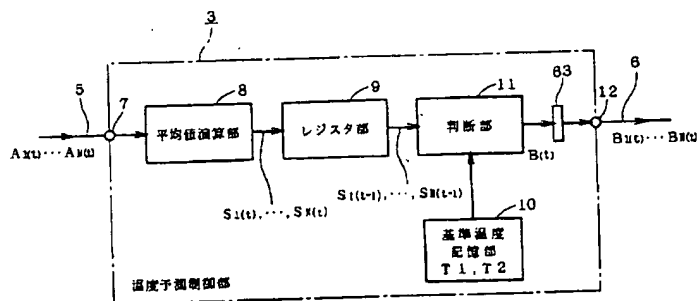 3
5
7
8
9
11
63
12
6
A1(t)…AN(t)
平均値演算部
レジスタ部
判断部
B(t)
B1(t)…BN(t)
S1(t),…,SN(t)
S1(t-1),…,SN(t-1)
10
基準温度
記憶部
T1,T2
温度予測制御部